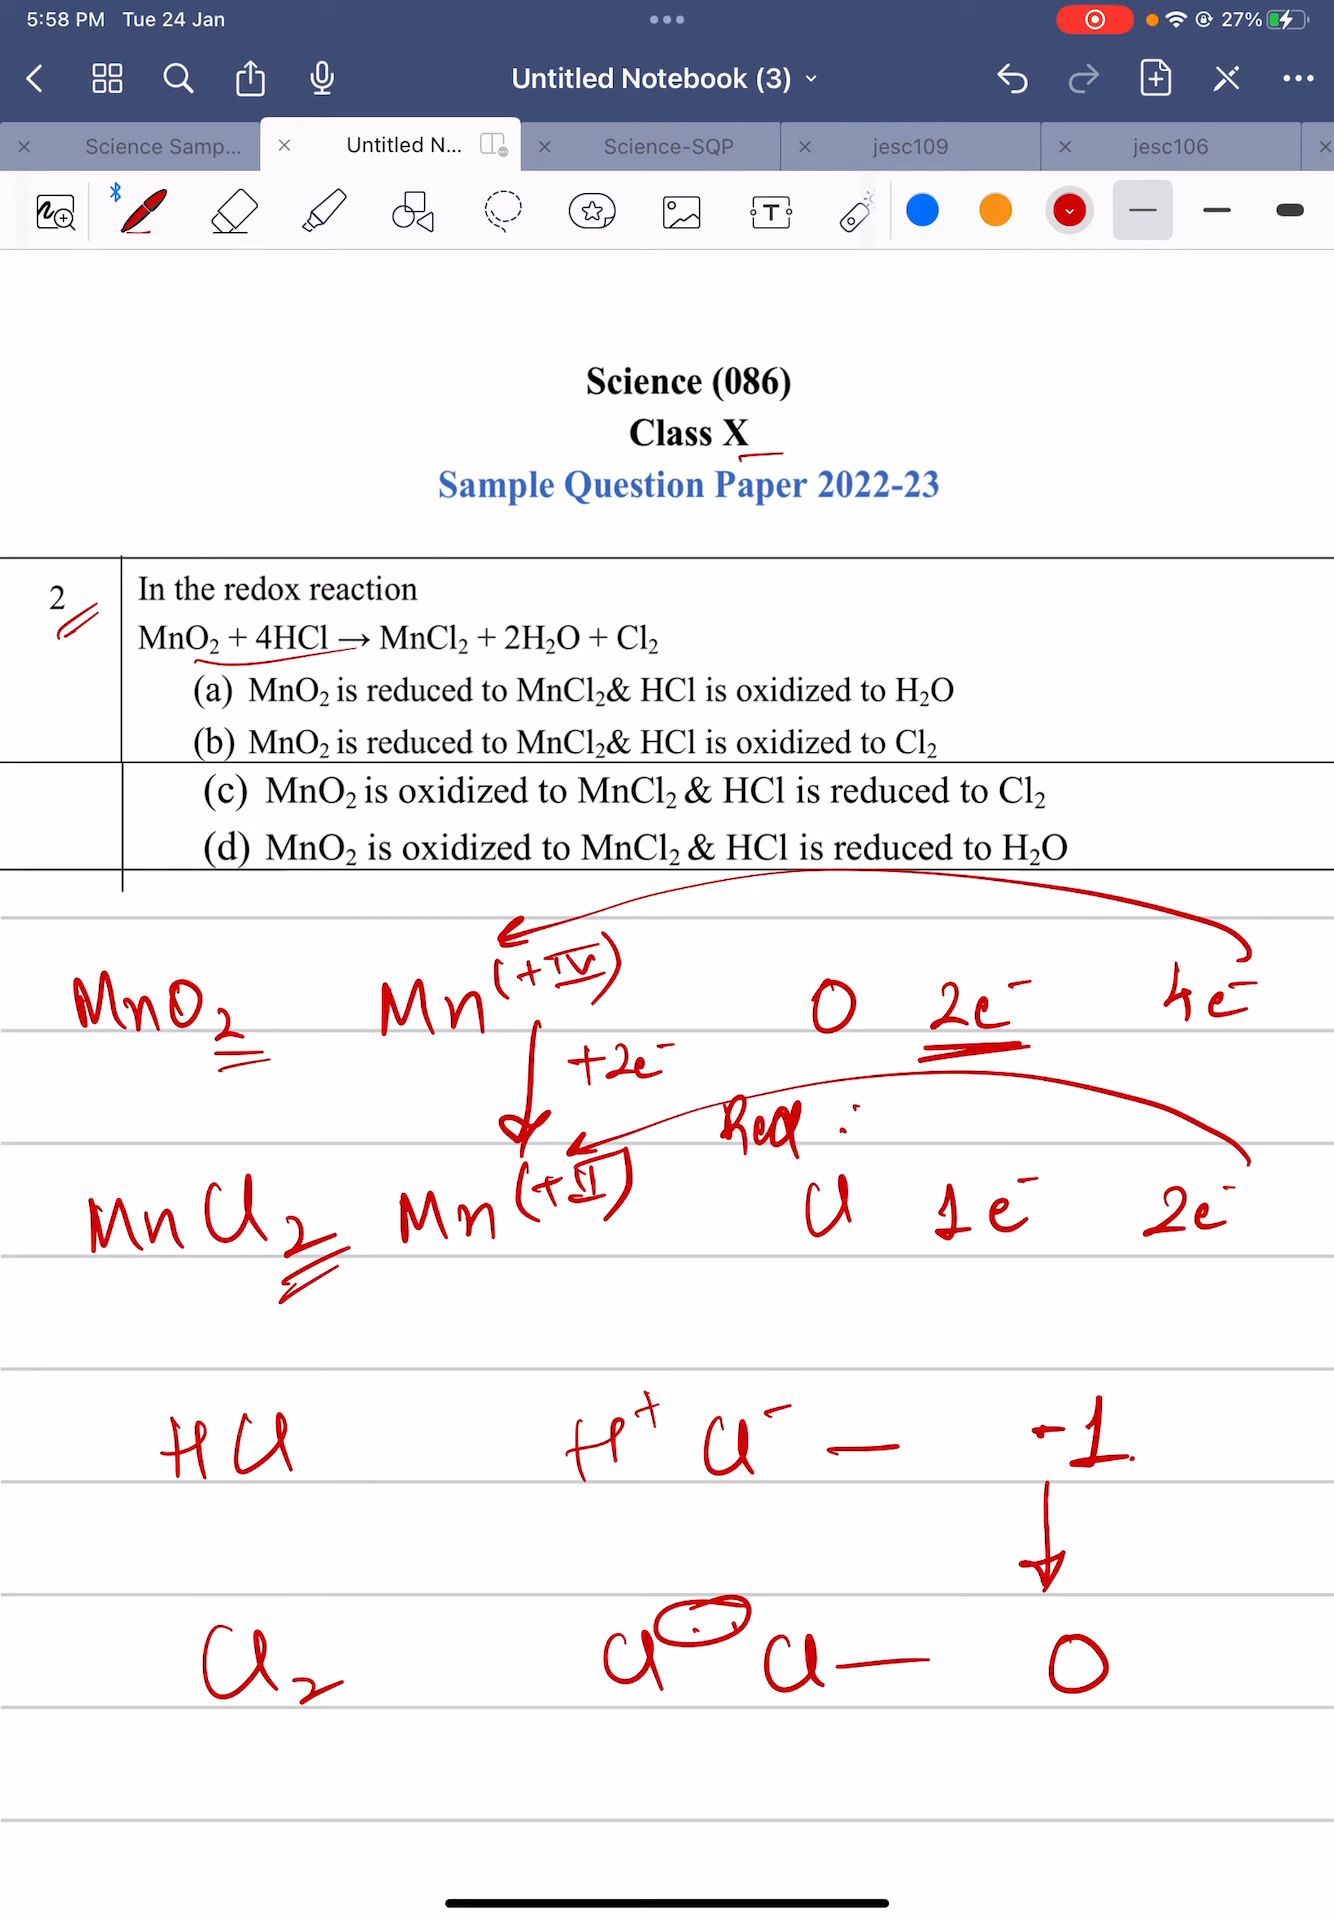 5:58 PM Tue 24 Jan 27%
Untitled Notebook (3)
Science Samp... Untitled N... Science-SQP jesc109 jesc106
T
Science (086)
Class X
Sample Question Paper 2022-23
2 In the redox reaction
MnO₂ + 4HCl → MnCl₂ + 2H₂O + Cl₂
(a) MnO₂ is reduced to MnCl₂& HCl is oxidized to H₂O
(b) MnO₂ is reduced to MnCl₂& HCl is oxidized to Cl₂
(c) MnO₂ is oxidized to MnCl₂ & HCl is reduced to Cl₂
(d) MnO₂ is oxidized to MnCl₂ & HCl is reduced to H₂O
MnO₂ Mn(+IV) O 2e⁻ 4e⁻
+2e⁻
Red :
MnCl₂ Mn(+II) Cl 1e⁻ 2e⁻
HCl H⁺ Cl⁻ — -1
Cl₂ Cl : Cl — 0